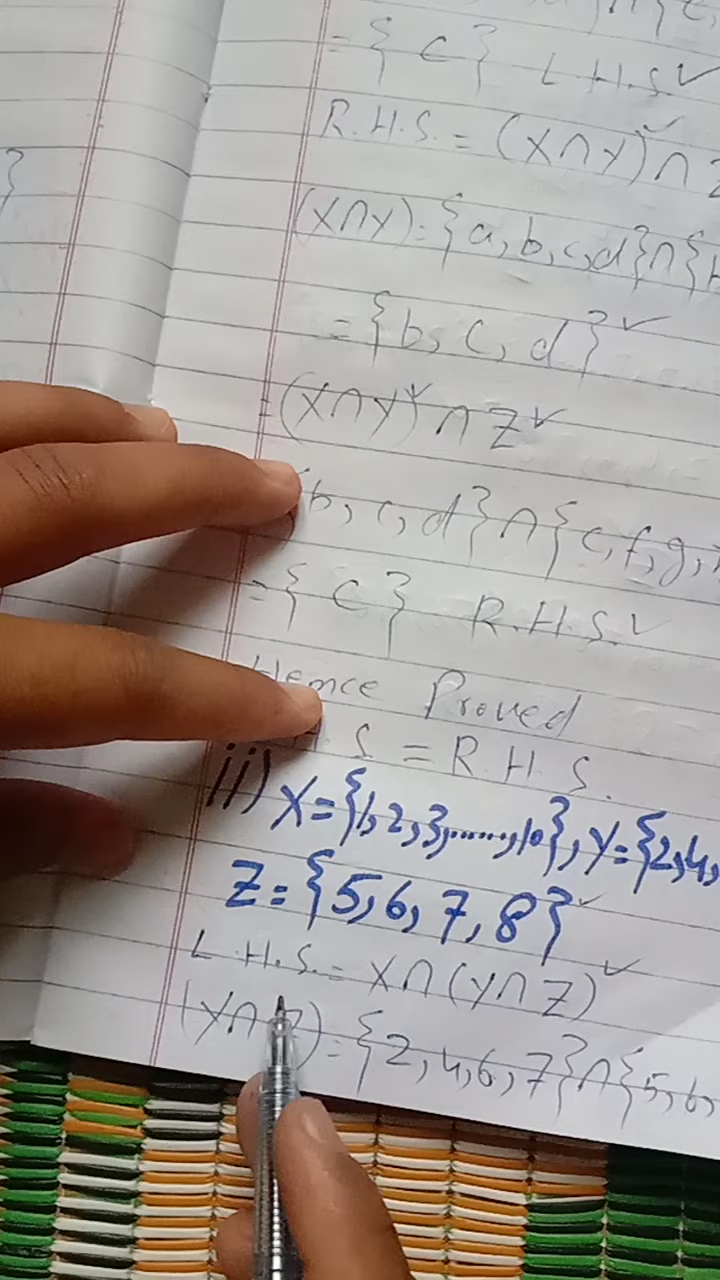 = { c } L.H.S ✓
R.H.S. = (X∩Y) ∩ Z
(X∩Y) = {a, b, c, d} ∩ {
= {b, c, d} ✓
= (X∩Y) ∩ Z ✓
{b, c, d} ∩ {c, f, g,
= { c } R.H.S. ✓
Hence Proved
S = R.H.S.
ii) X = {1, 2, 3, ......, 10}, Y = {2, 4,
Z = {5, 6, 7, 8} ✓
L.H.S. = X∩(Y∩Z) ✓
(Y∩Z) = {2, 4, 6, 7} ∩ {5, 6,
}